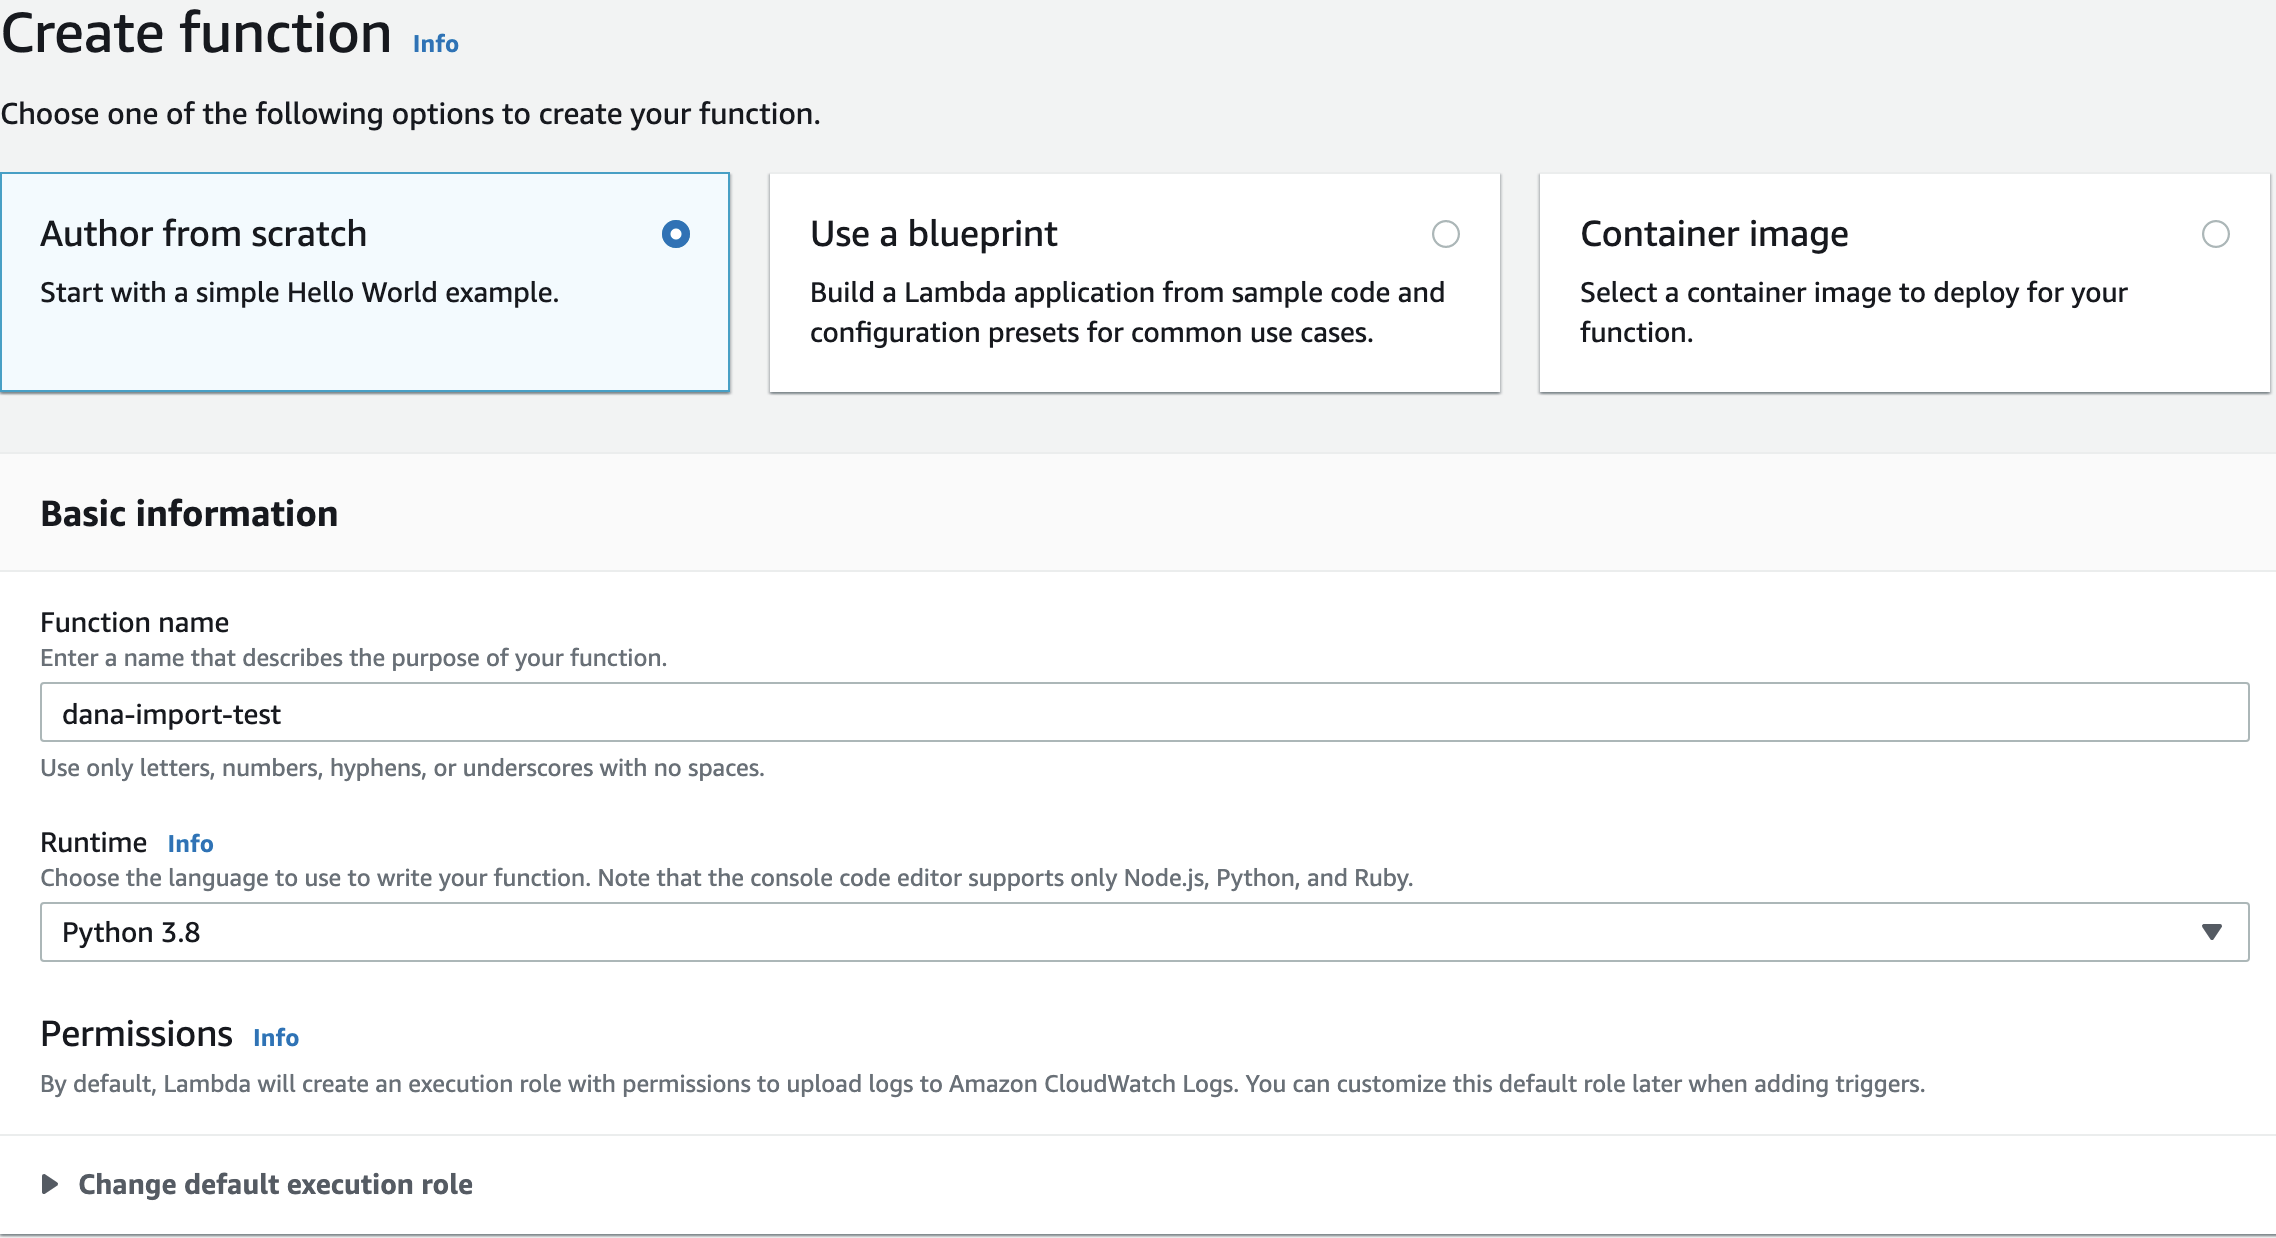 Create function Info
Choose one of the following options to create your function.
Author from scratch
Start with a simple Hello World example.
Use a blueprint
Build a Lambda application from sample code and
configuration presets for common use cases.
Container image
Select a container image to deploy for your
function.
Basic information
Function name
Enter a name that describes the purpose of your function.
dana-import-test
Use only letters, numbers, hyphens, or underscores with no spaces.
Runtime Info
Choose the language to use to write your function. Note that the console code editor supports only Node.js, Python, and Ruby.
Python 3.8
Permissions Info
By default, Lambda will create an execution role with permissions to upload logs to Amazon CloudWatch Logs. You can customize this default role later when adding triggers.
Change default execution role